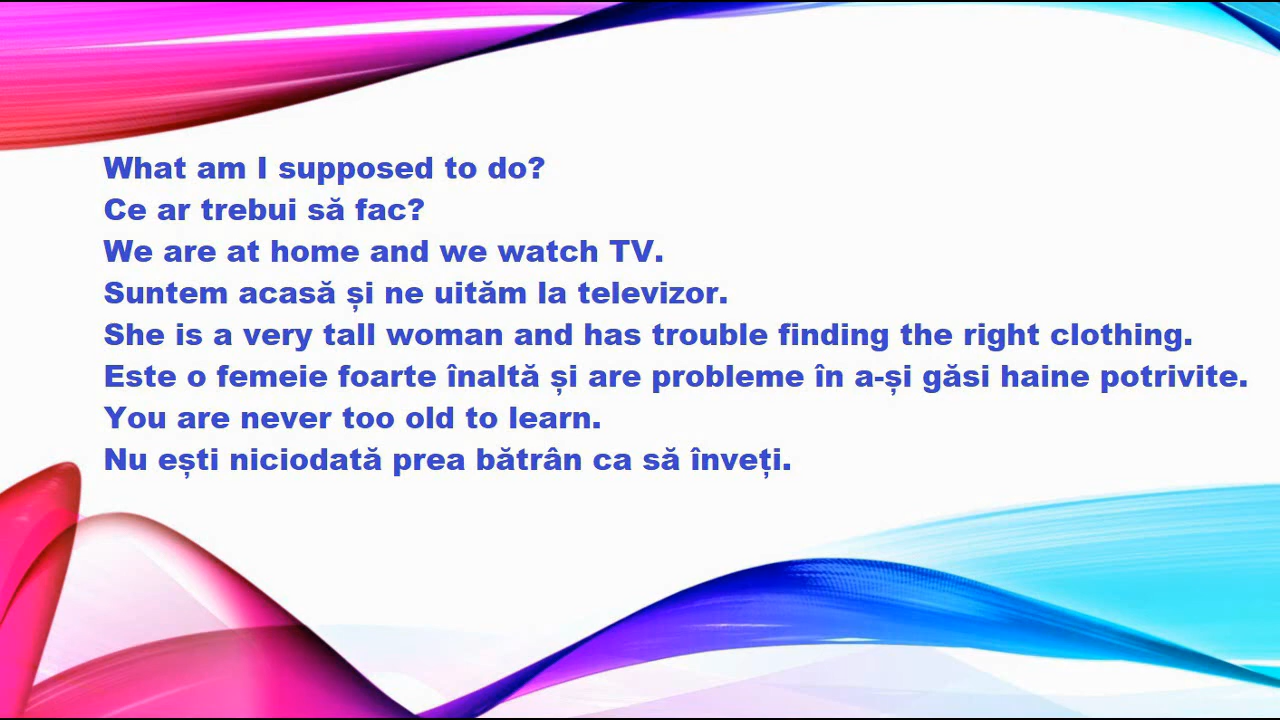 What am I supposed to do?
Ce ar trebui să fac?
We are at home and we watch TV.
Suntem acasă și ne uităm la televizor.
She is a very tall woman and has trouble finding the right clothing.
Este o femeie foarte înaltă și are probleme în a-și găsi haine potrivite.
You are never too old to learn.
Nu ești niciodată prea bătrân ca să înveți.